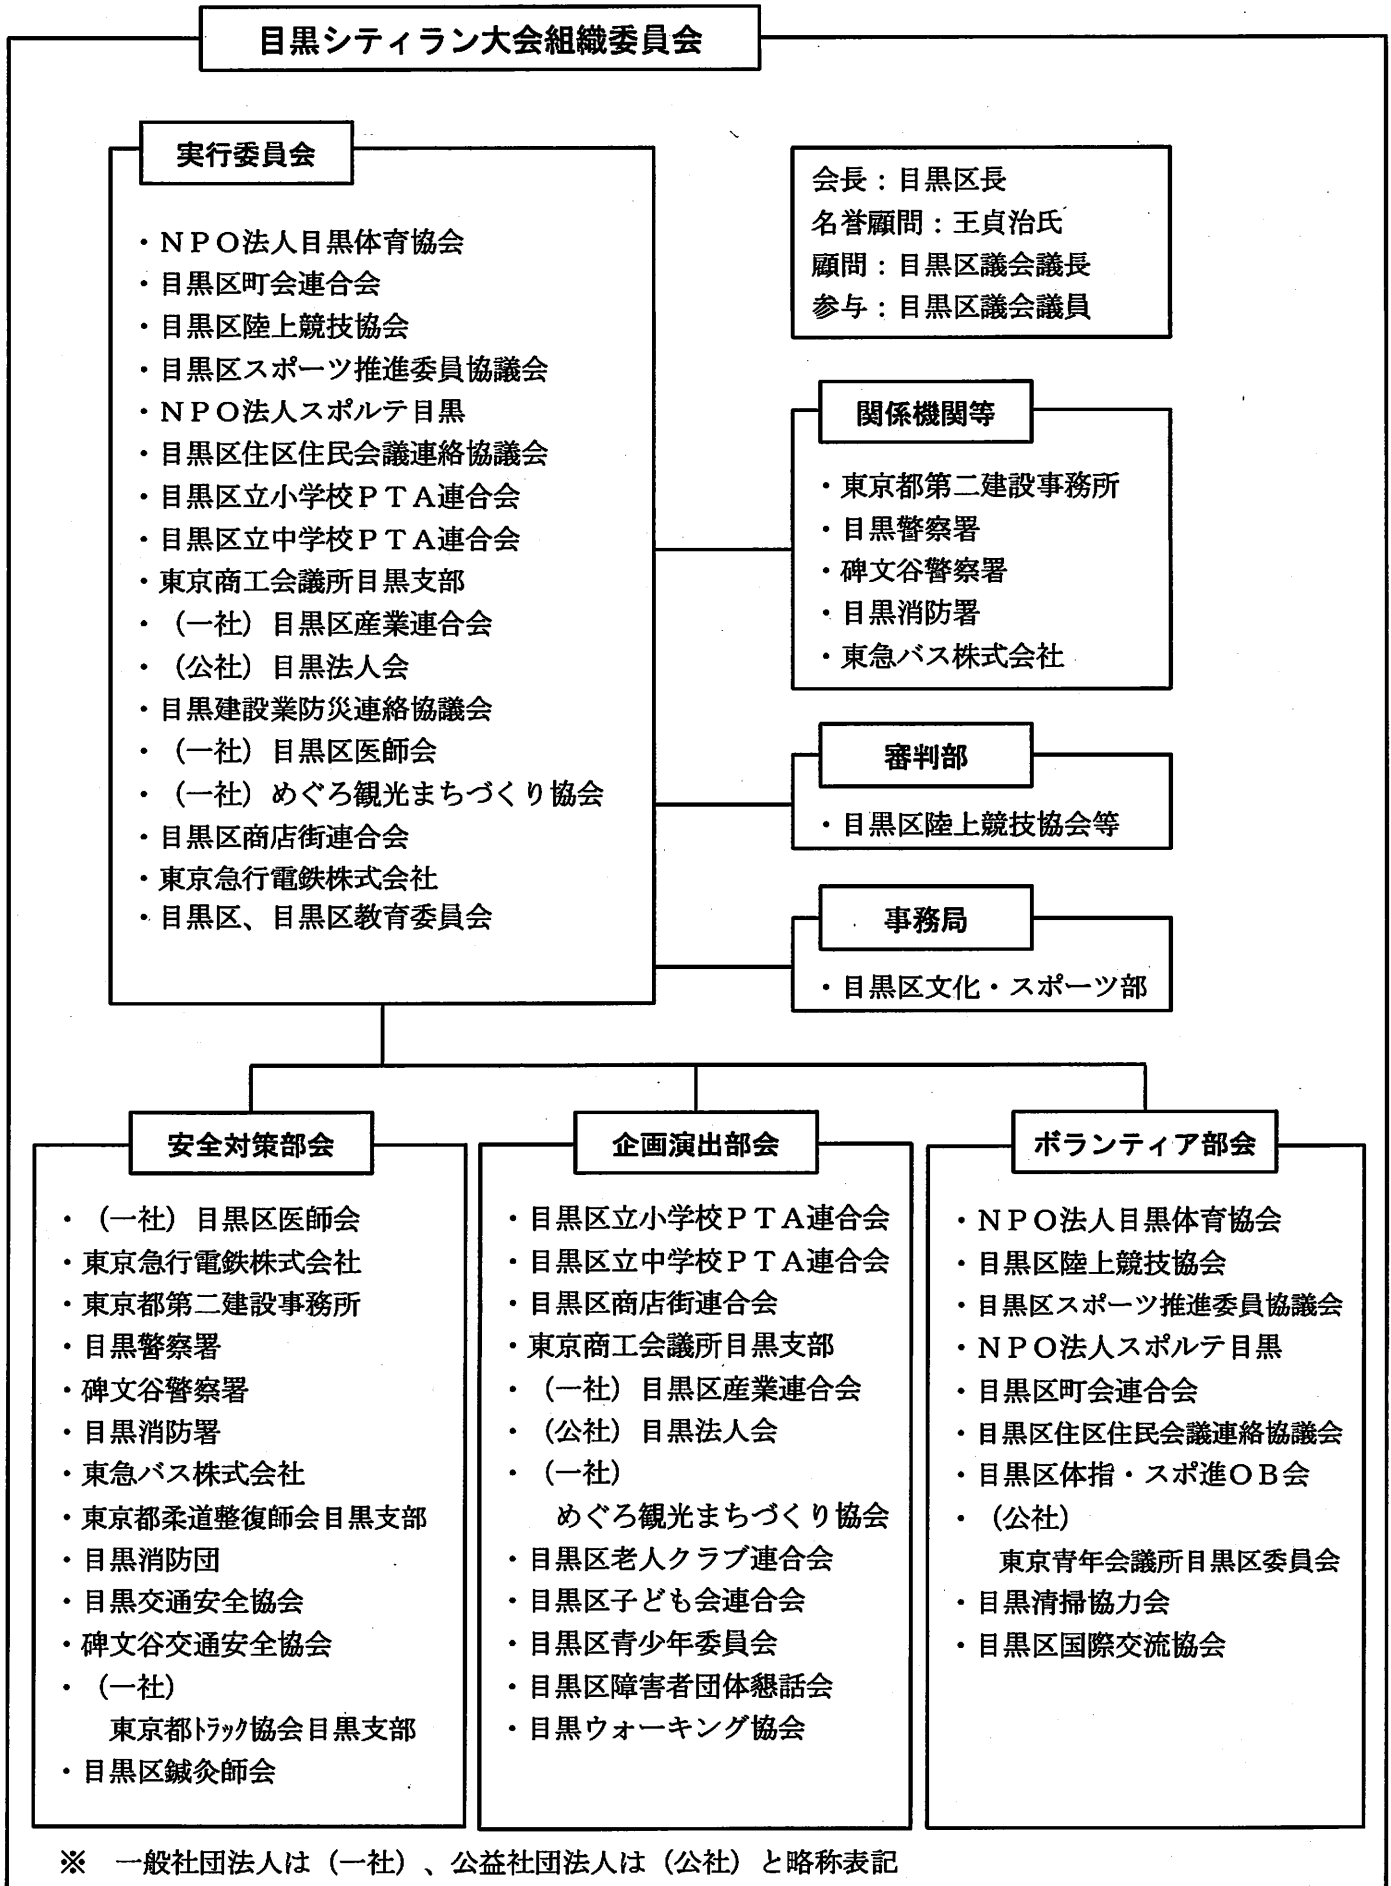 目黒シティラン大会組織委員会
実行委員会
・ＮＰＯ法人目黒体育協会
・目黒区町会連合会
・目黒区陸上競技協会
・目黒区スポーツ推進委員協議会
・ＮＰＯ法人スポルテ目黒
・目黒区住区住民会議連絡協議会
・目黒区立小学校ＰＴＡ連合会
・目黒区立中学校ＰＴＡ連合会
・東京商工会議所目黒支部
・（一社）目黒区産業連合会
・（公社）目黒法人会
・目黒建設業防災連絡協議会
・（一社）目黒区医師会
・（一社）めぐろ観光まちづくり協会
・目黒区商店街連合会
・東京急行電鉄株式会社
・目黒区、目黒区教育委員会
会長：目黒区長
名誉顧問：王貞治氏
顧問：目黒区議会議長
参与：目黒区議会議員
関係機関等
・東京都第二建設事務所
・目黒警察署
・碑文谷警察署
・目黒消防署
・東急バス株式会社
審判部
・目黒区陸上競技協会等
事務局
・目黒区文化・スポーツ部
安全対策部会
・（一社）目黒区医師会
・東京急行電鉄株式会社
・東京都第二建設事務所
・目黒警察署
・碑文谷警察署
・目黒消防署
・東急バス株式会社
・東京都柔道整復師会目黒支部
・目黒消防団
・目黒交通安全協会
・碑文谷交通安全協会
・（一社）
東京都ﾄﾗｯｸ協会目黒支部
・目黒区鍼灸師会
企画演出部会
・目黒区立小学校ＰＴＡ連合会
・目黒区立中学校ＰＴＡ連合会
・目黒区商店街連合会
・東京商工会議所目黒支部
・（一社）目黒区産業連合会
・（公社）目黒法人会
・（一社）
めぐろ観光まちづくり協会
・目黒区老人クラブ連合会
・目黒区子ども会連合会
・目黒区青少年委員会
・目黒区障害者団体懇話会
・目黒ウォーキング協会
ボランティア部会
・ＮＰＯ法人目黒体育協会
・目黒区陸上競技協会
・目黒区スポーツ推進委員協議会
・ＮＰＯ法人スポルテ目黒
・目黒区町会連合会
・目黒区住区住民会議連絡協議会
・目黒区体指・スポ進ＯＢ会
・（公社）
東京青年会議所目黒区委員会
・目黒清掃協力会
・目黒区国際交流協会
※　一般社団法人は（一社）、公益社団法人は（公社）と略称表記